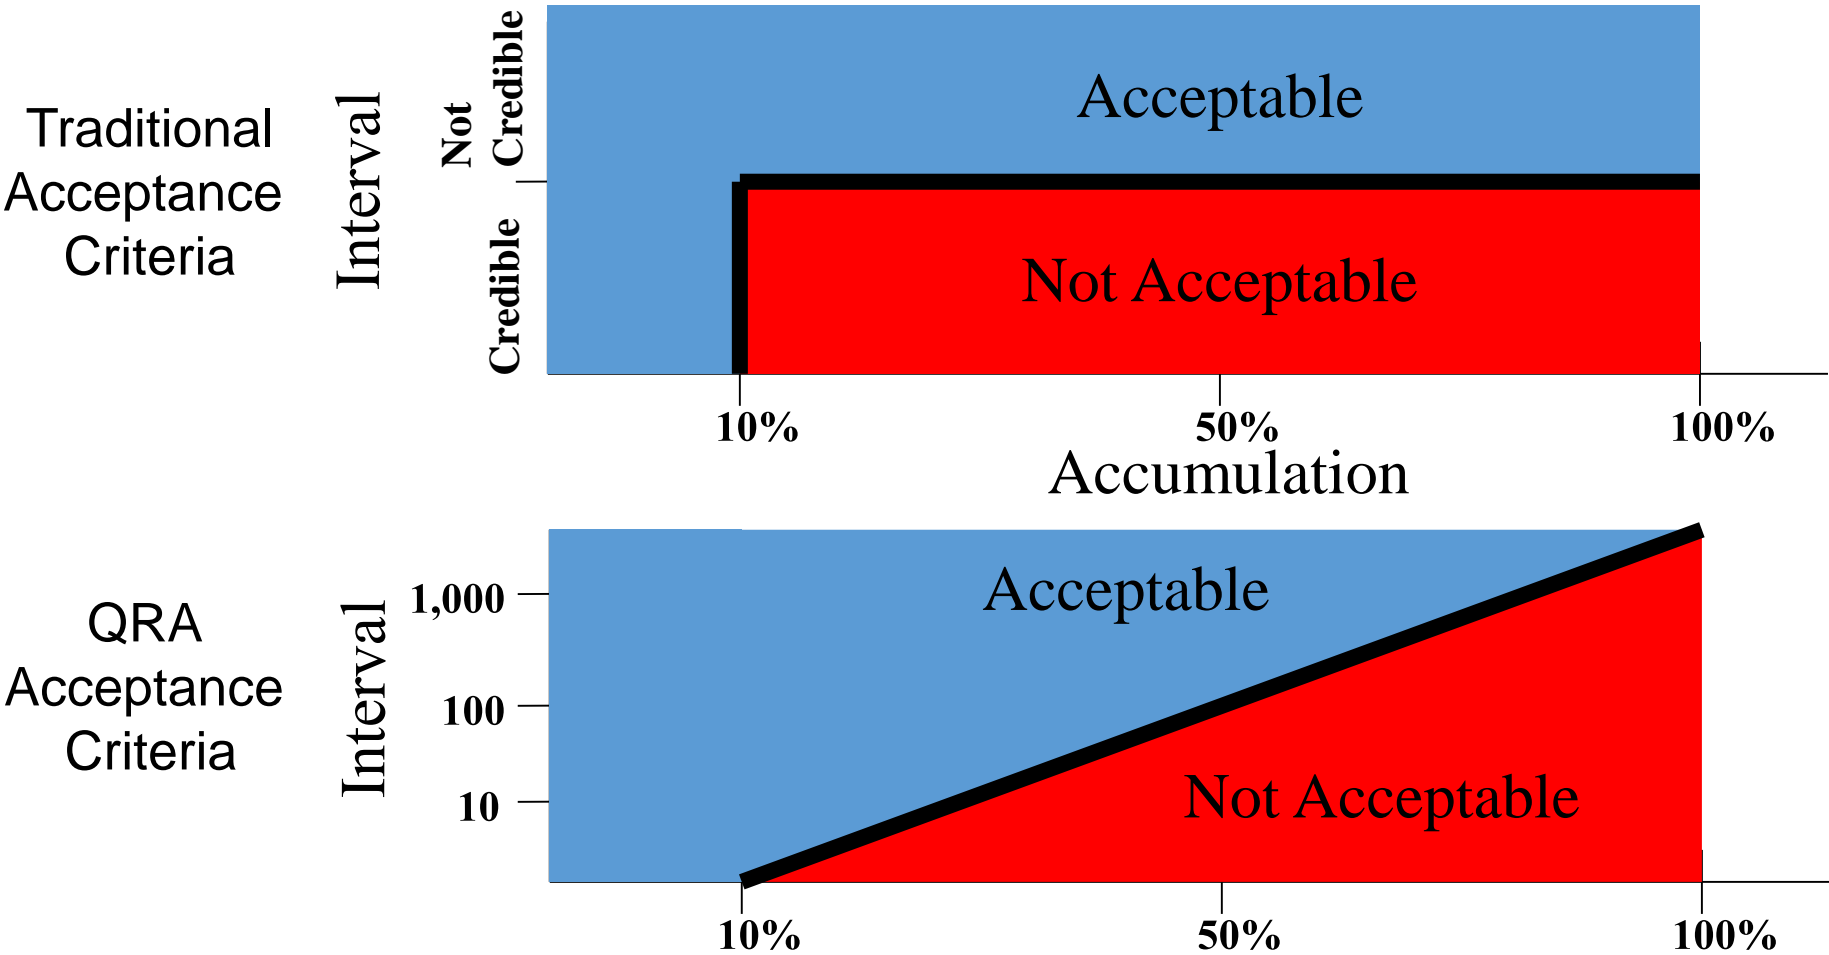 Traditional
Acceptance
Criteria
Interval
Not
Credible
Credible
Acceptable
Not Acceptable
10%
50%
100%
Accumulation
QRA
Acceptance
Criteria
Interval
1,000
100
10
Acceptable
Not Acceptable
10%
50%
100%